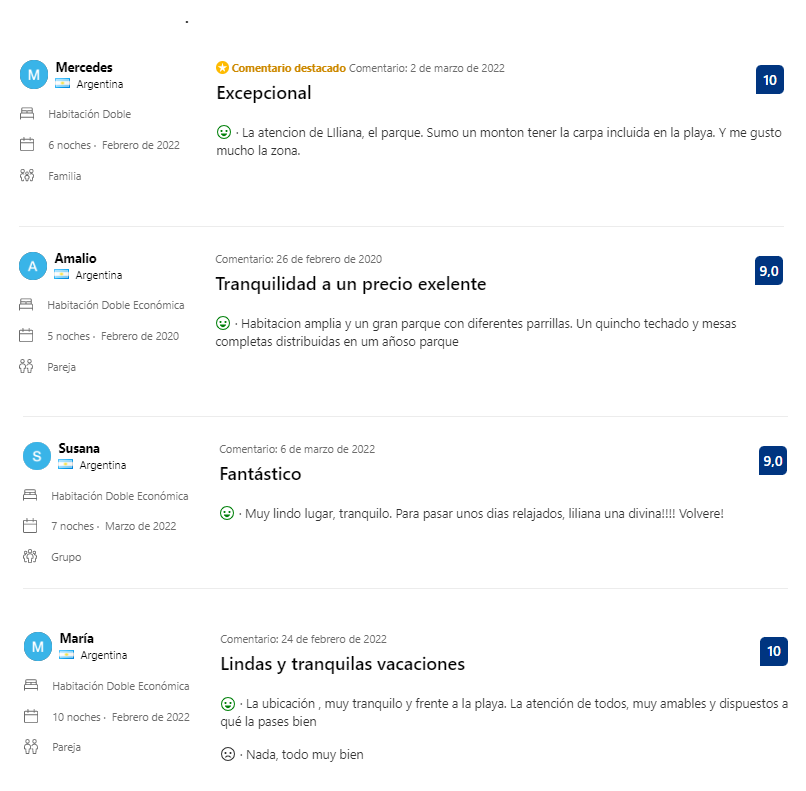 M
Mercedes
Argentina
Habitación Doble
6 noches · Febrero de 2022
Familia
Comentario destacado Comentario: 2 de marzo de 2022
Excepcional
10
· La atencion de LIliana, el parque. Sumo un monton tener la carpa incluida en la playa. Y me gusto
mucho la zona.
A
Amalio
Argentina
Habitación Doble Económica
5 noches · Febrero de 2020
Pareja
Comentario: 26 de febrero de 2020
Tranquilidad a un precio exelente
9,0
· Habitacion amplia y un gran parque con diferentes parrillas. Un quincho techado y mesas
completas distribuidas en um añoso parque
S
Susana
Argentina
Habitación Doble Económica
7 noches · Marzo de 2022
Grupo
Comentario: 6 de marzo de 2022
Fantástico
9,0
· Muy lindo lugar, tranquilo. Para pasar unos dias relajados, liliana una divina!!!! Volvere!
M
María
Argentina
Habitación Doble Económica
10 noches · Febrero de 2022
Pareja
Comentario: 24 de febrero de 2022
Lindas y tranquilas vacaciones
10
· La ubicación , muy tranquilo y frente a la playa. La atención de todos, muy amables y dispuestos a
qué la pases bien
· Nada, todo muy bien